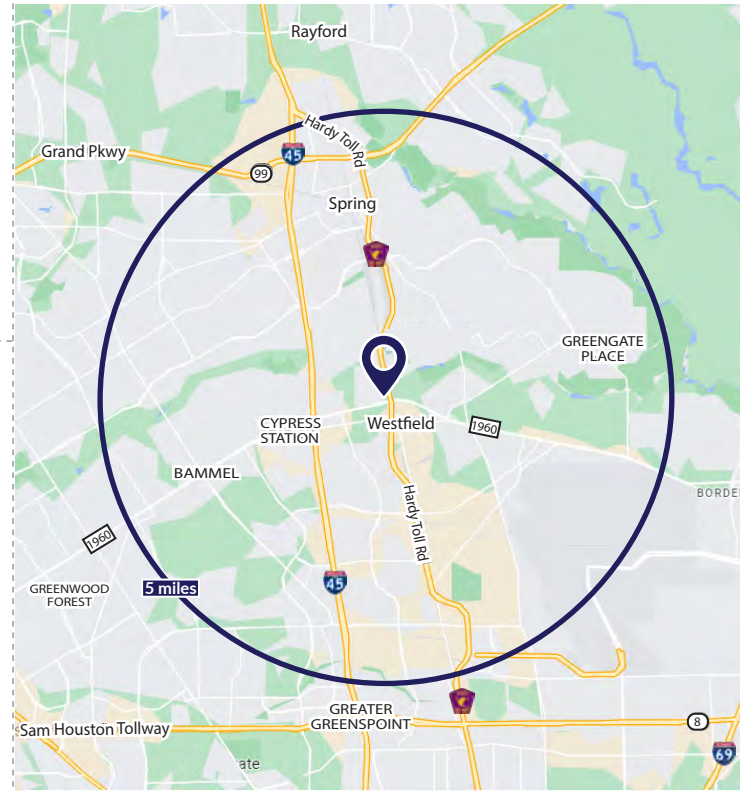 Rayford
Hardy Toll Rd
45
Grand Pkwy
99
Spring
GREENGATE
PLACE
CYPRESS
STATION
Westfield
1960
BAMMEL
Hardy Toll Rd
BORDE
1960
45
5 miles
GREENWOOD
FOREST
GREATER
GREENSPOINT
Sam Houston Tollway
8
69
ate